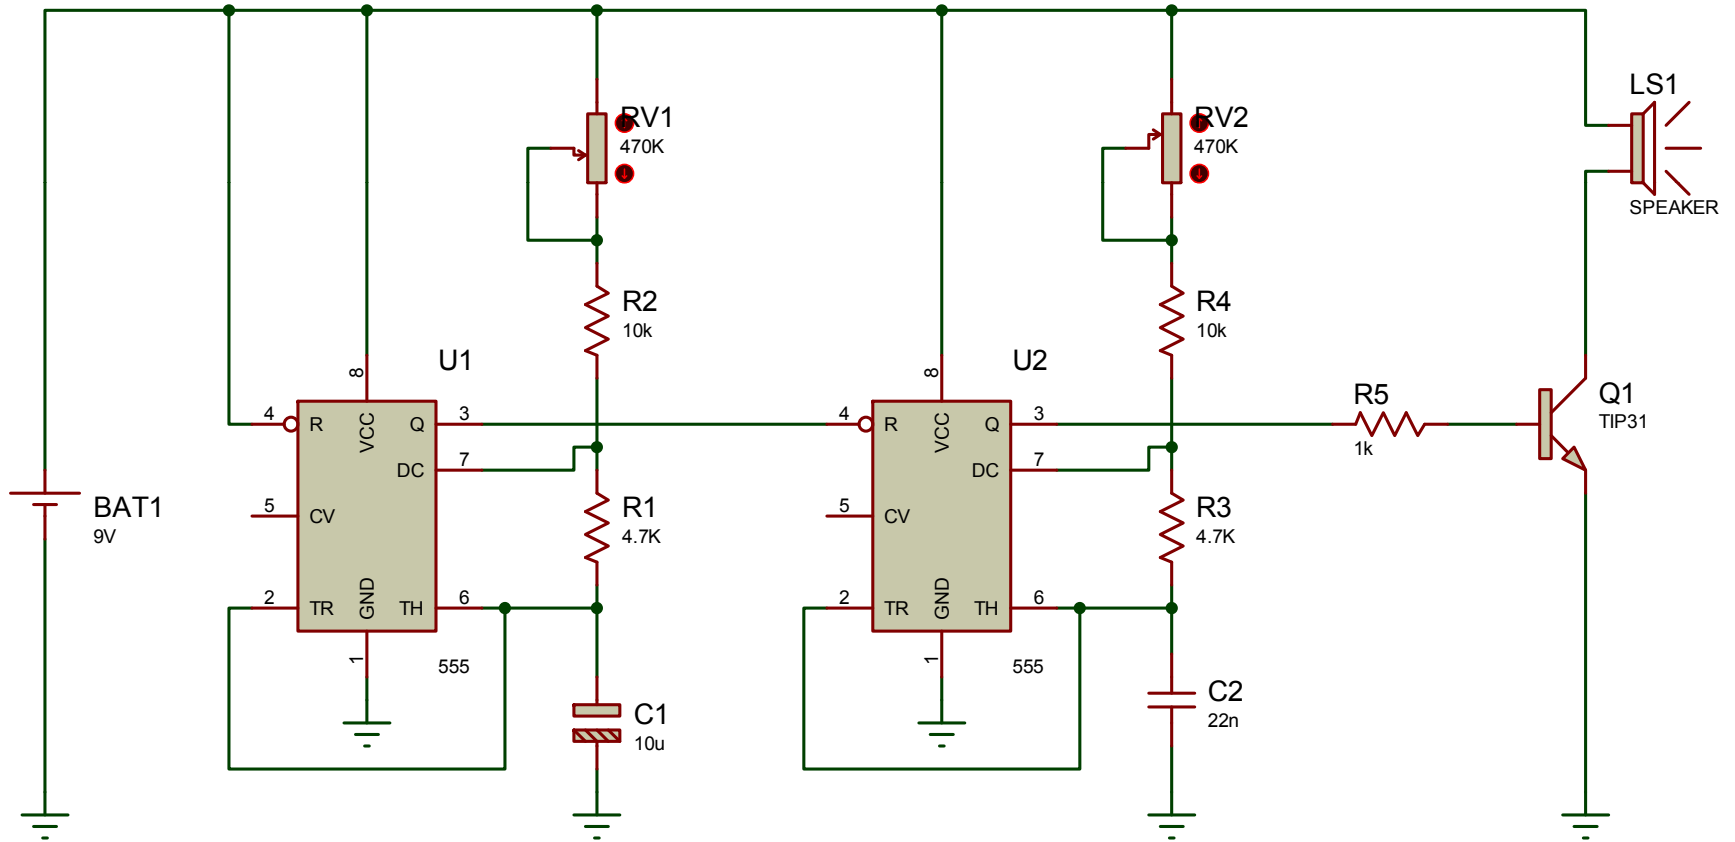 LS1
SPEAKER
RV1
470K
RV2
470K
R2
10k
R4
10k
U1
8
4
R
VCC
Q
3
DC
7
5
CV
2
TR
GND
TH
6
1
555
U2
8
4
R
VCC
Q
3
DC
7
5
CV
2
TR
GND
TH
6
1
555
R5
1k
Q1
TIP31
BAT1
9V
R1
4.7K
R3
4.7K
C1
10u
C2
22n